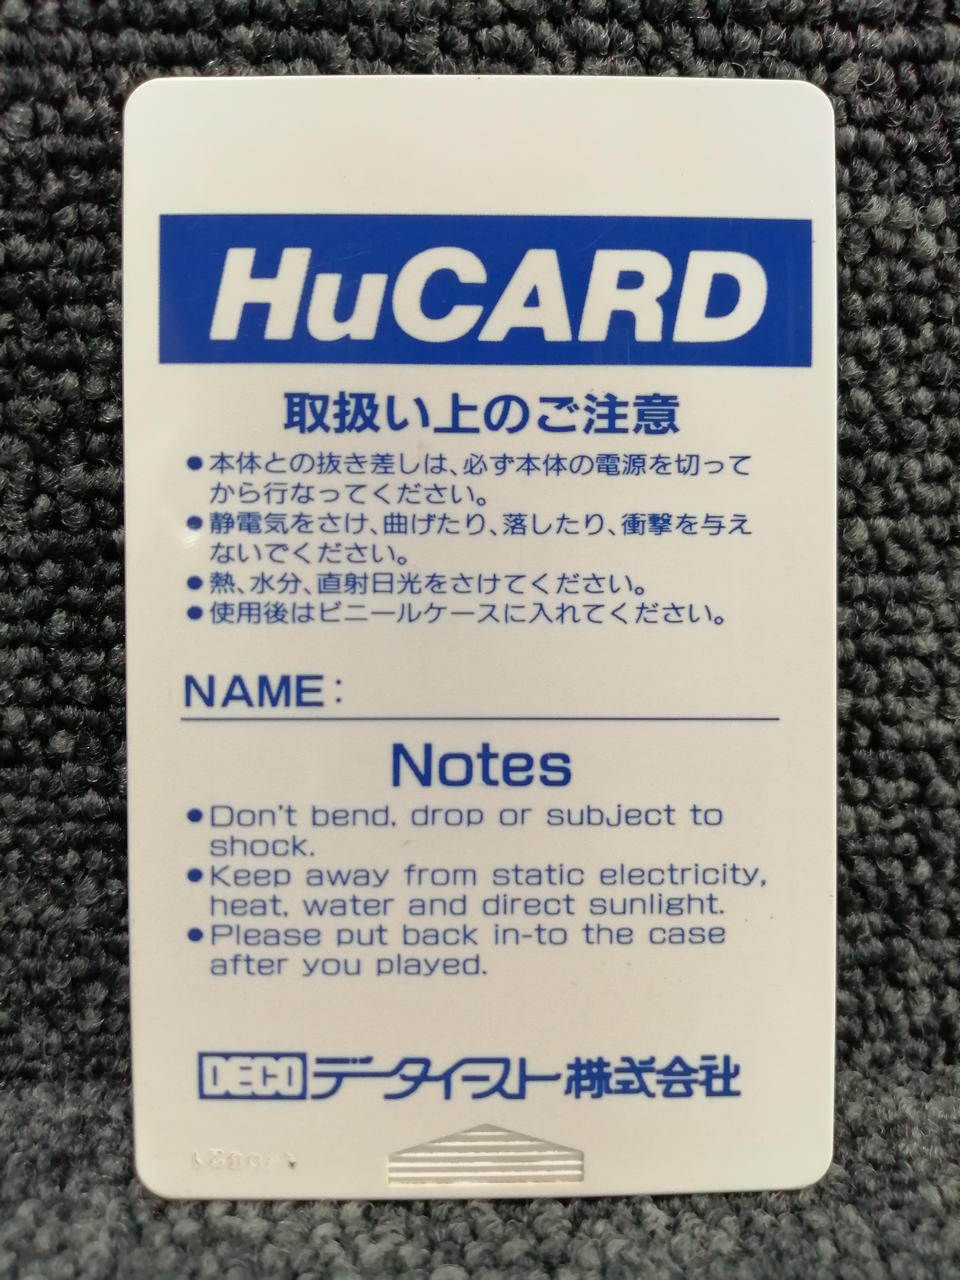 HuCARD
取扱い上のご注意
●本体との抜き差しは、必ず本体の電源を切って
から行なってください。
●静電気をさけ、曲げたり、落したり、衝撃を与え
ないでください。
●熱、水分、直射日光をさけてください。
●使用後はビニールケースに入れてください。
NAME:
Notes
●Don't bend, drop or subject to
shock.
●Keep away from static electricity,
heat, water and direct sunlight.
●Please put back in-to the case
after you played.
DECO データイースト株式会社